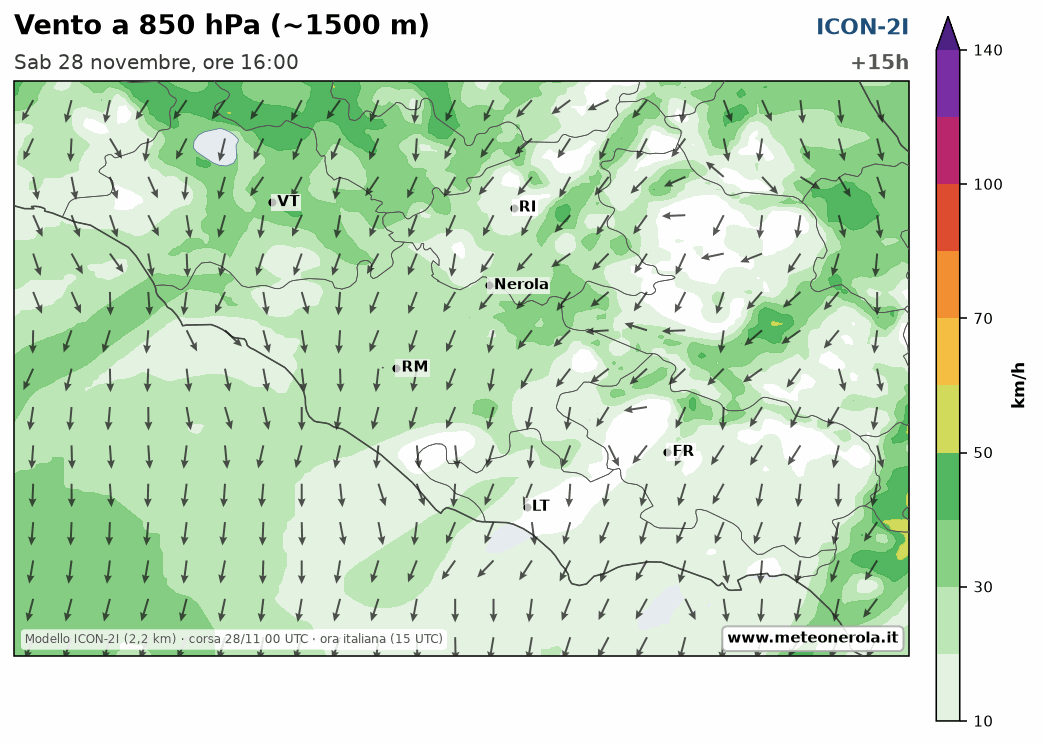 Vento a 850 hPa (~1500 m)
ICON-2I
Sab 28 novembre, ore 16:00
+15h
140
100
70
50
30
10
km/h
VT
RI
Nerola
RM
FR
LT
Modello ICON-2I (2,2 km) · corsa 28/11 00 UTC · ora italiana (15 UTC)
www.meteonerola.it